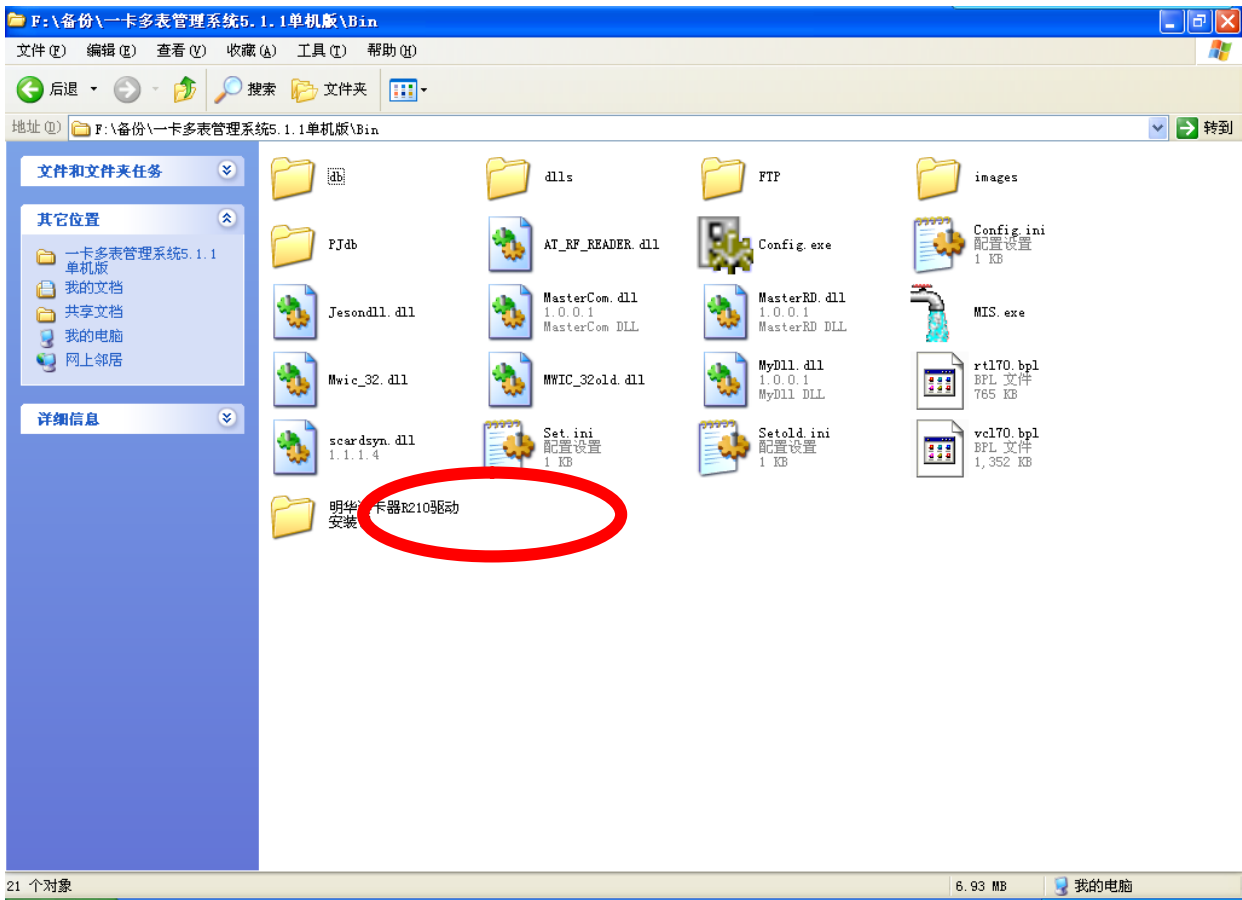 F:\备份\一卡多表管理系统5.1.1单机版\Bin
文件(F) 编辑(E) 查看(V) 收藏(A) 工具(T) 帮助(H)
后退 搜索 文件夹
地址(D) F:\备份\一卡多表管理系统5.1.1单机版\Bin 转到
文件和文件夹任务
其它位置
一卡多表管理系统5.1.1
单机版
我的文档
共享文档
我的电脑
网上邻居
详细信息
db
dlls
FTP
images
PJdb
AT_RF_READER.dll
Config.exe
Config.ini
配置设置
1 KB
Jesondll.dll
MasterCom.dll
1.0.0.1
MasterCom DLL
MasterRD.dll
1.0.0.1
MasterRD DLL
MIS.exe
Mwic_32.dll
MWIC_32old.dll
MyDll.dll
1.0.0.1
MyDll DLL
rtl70.bpl
BPL 文件
765 KB
scardsyn.dll
1.1.1.4
Set.ini
配置设置
1 KB
Setold.ini
配置设置
1 KB
vcl70.bpl
BPL 文件
1,352 KB
明华 卡器R210驱动
安装
21 个对象
6.93 MB
我的电脑